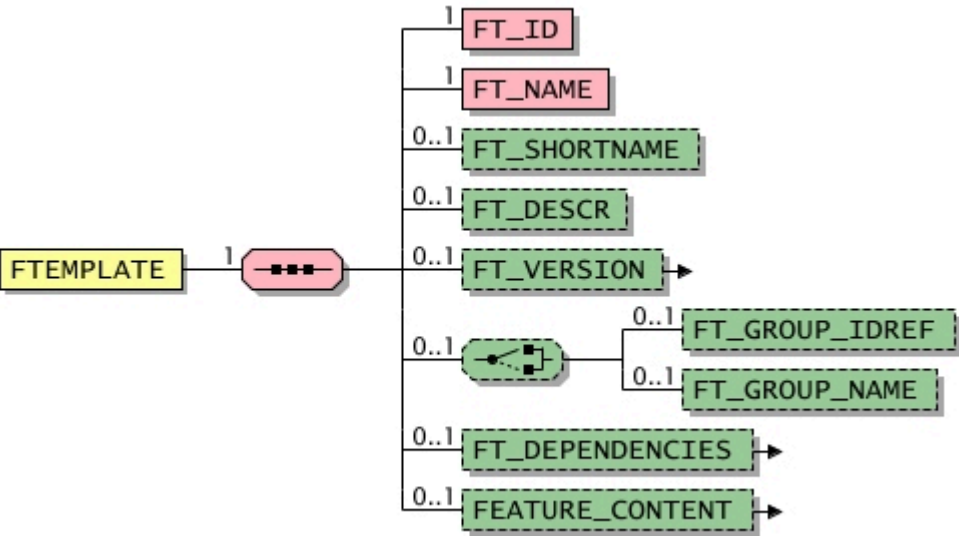 1 FT_ID
1 FT_NAME
0..1 FT_SHORTNAME
0..1 FT_DESCR
FTEMPLATE 1 0..1 FT_VERSION
0..1 FT_GROUP_IDREF
0..1
0..1 FT_GROUP_NAME
0..1 FT_DEPENDENCIES
0..1 FEATURE_CONTENT